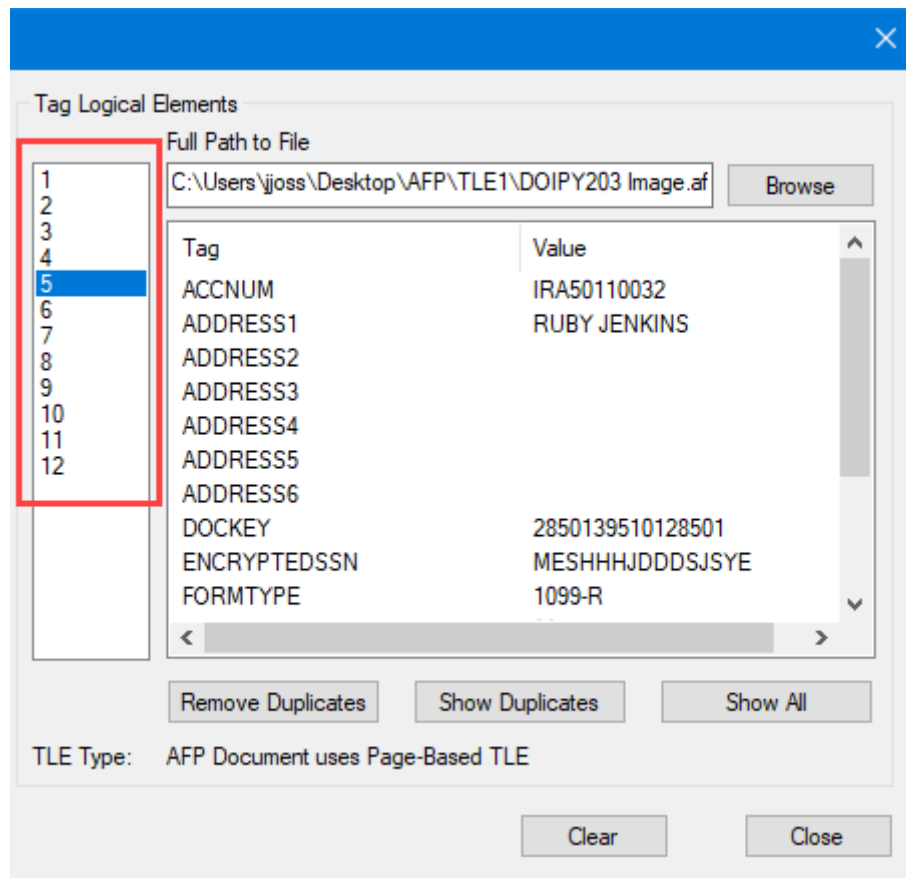 Tag Logical Elements
Full Path to File
C:\Users\jjoss\Desktop\AFP\TLE1\DOIPY203 Image.af
Browse
1
2
3
4
5
6
7
8
9
10
11
12
Tag Value
ACCNUM IRA50110032
ADDRESS1 RUBY JENKINS
ADDRESS2
ADDRESS3
ADDRESS4
ADDRESS5
ADDRESS6
DOCKEY 2850139510128501
ENCRYPTEDSSN MESHHHJDDDSJSYE
FORMTYPE 1099-R
Remove Duplicates Show Duplicates Show All
TLE Type: AFP Document uses Page-Based TLE
Clear Close